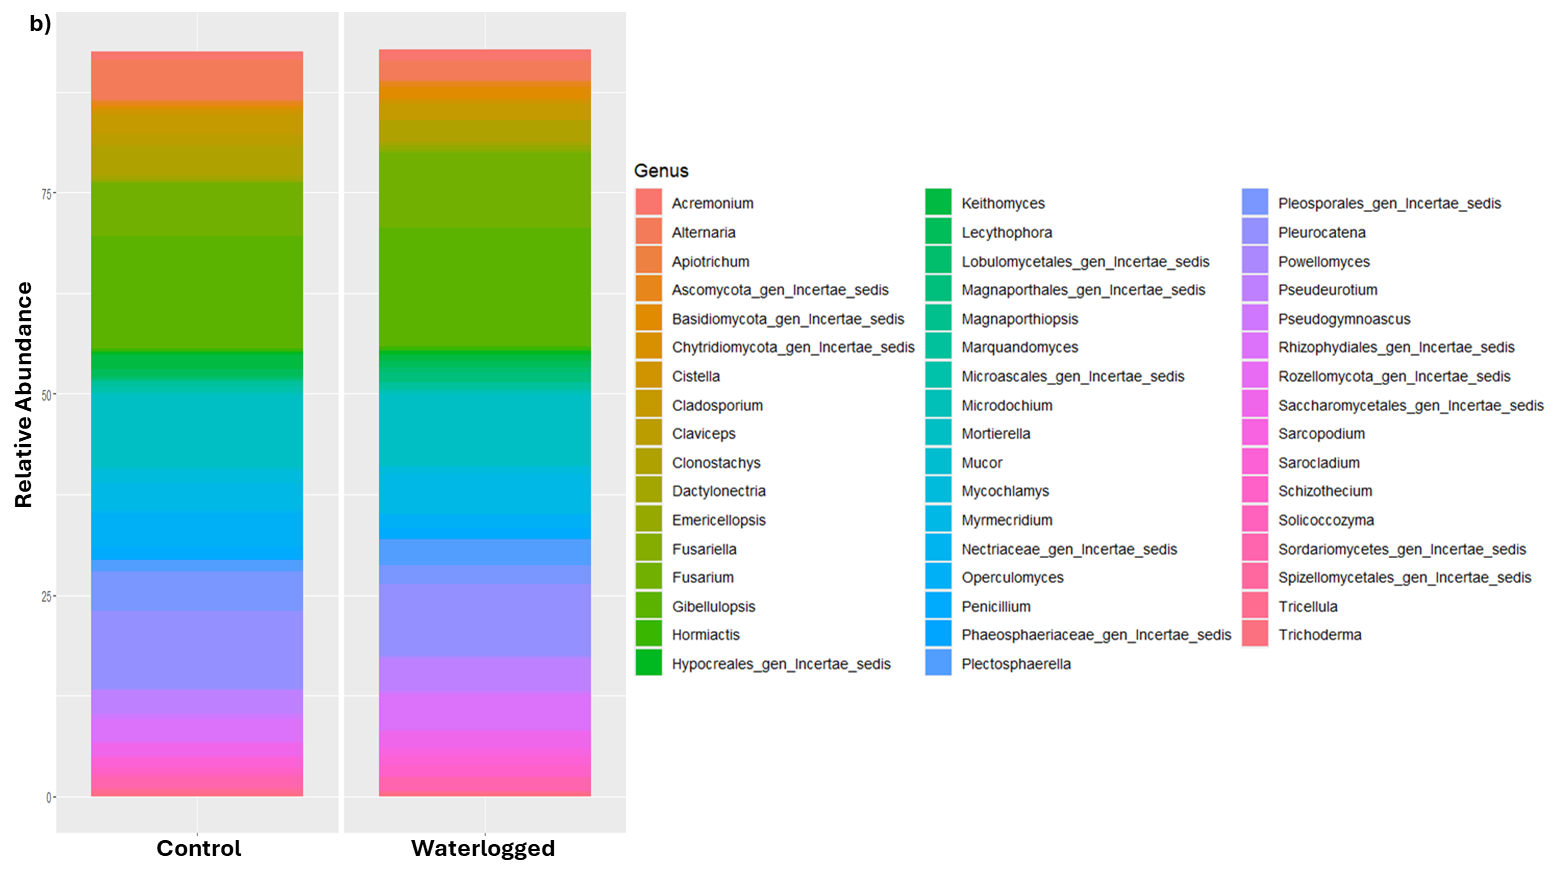 b)
Relative Abundance
75
50
25
0
Control
Waterlogged
Genus
Acremonium
Alternaria
Apiotrichum
Ascomycota_gen_Incertae_sedis
Basidiomycota_gen_Incertae_sedis
Chytridiomycota_gen_Incertae_sedis
Cistella
Cladosporium
Claviceps
Clonostachys
Dactylonectria
Emericellopsis
Fusariella
Fusarium
Gibellulopsis
Hormiactis
Hypocreales_gen_Incertae_sedis
Keithomyces
Lecythophora
Lobulomycetales_gen_Incertae_sedis
Magnaporthales_gen_Incertae_sedis
Magnaporthiopsis
Marquandomyces
Microascales_gen_Incertae_sedis
Microdochium
Mortierella
Mucor
Mycochlamys
Myrmecridium
Nectriaceae_gen_Incertae_sedis
Operculomyces
Penicillium
Phaeosphaeriaceae_gen_Incertae_sedis
Plectosphaerella
Pleosporales_gen_Incertae_sedis
Pleurocatena
Powellomyces
Pseudeurotium
Pseudogymnoascus
Rhizophydiales_gen_Incertae_sedis
Rozellomycota_gen_Incertae_sedis
Saccharomycetales_gen_Incertae_sedis
Sarcopodium
Sarocladium
Schizothecium
Solicoccozyma
Sordariomycetes_gen_Incertae_sedis
Spizellomycetales_gen_Incertae_sedis
Tricellula
Trichoderma